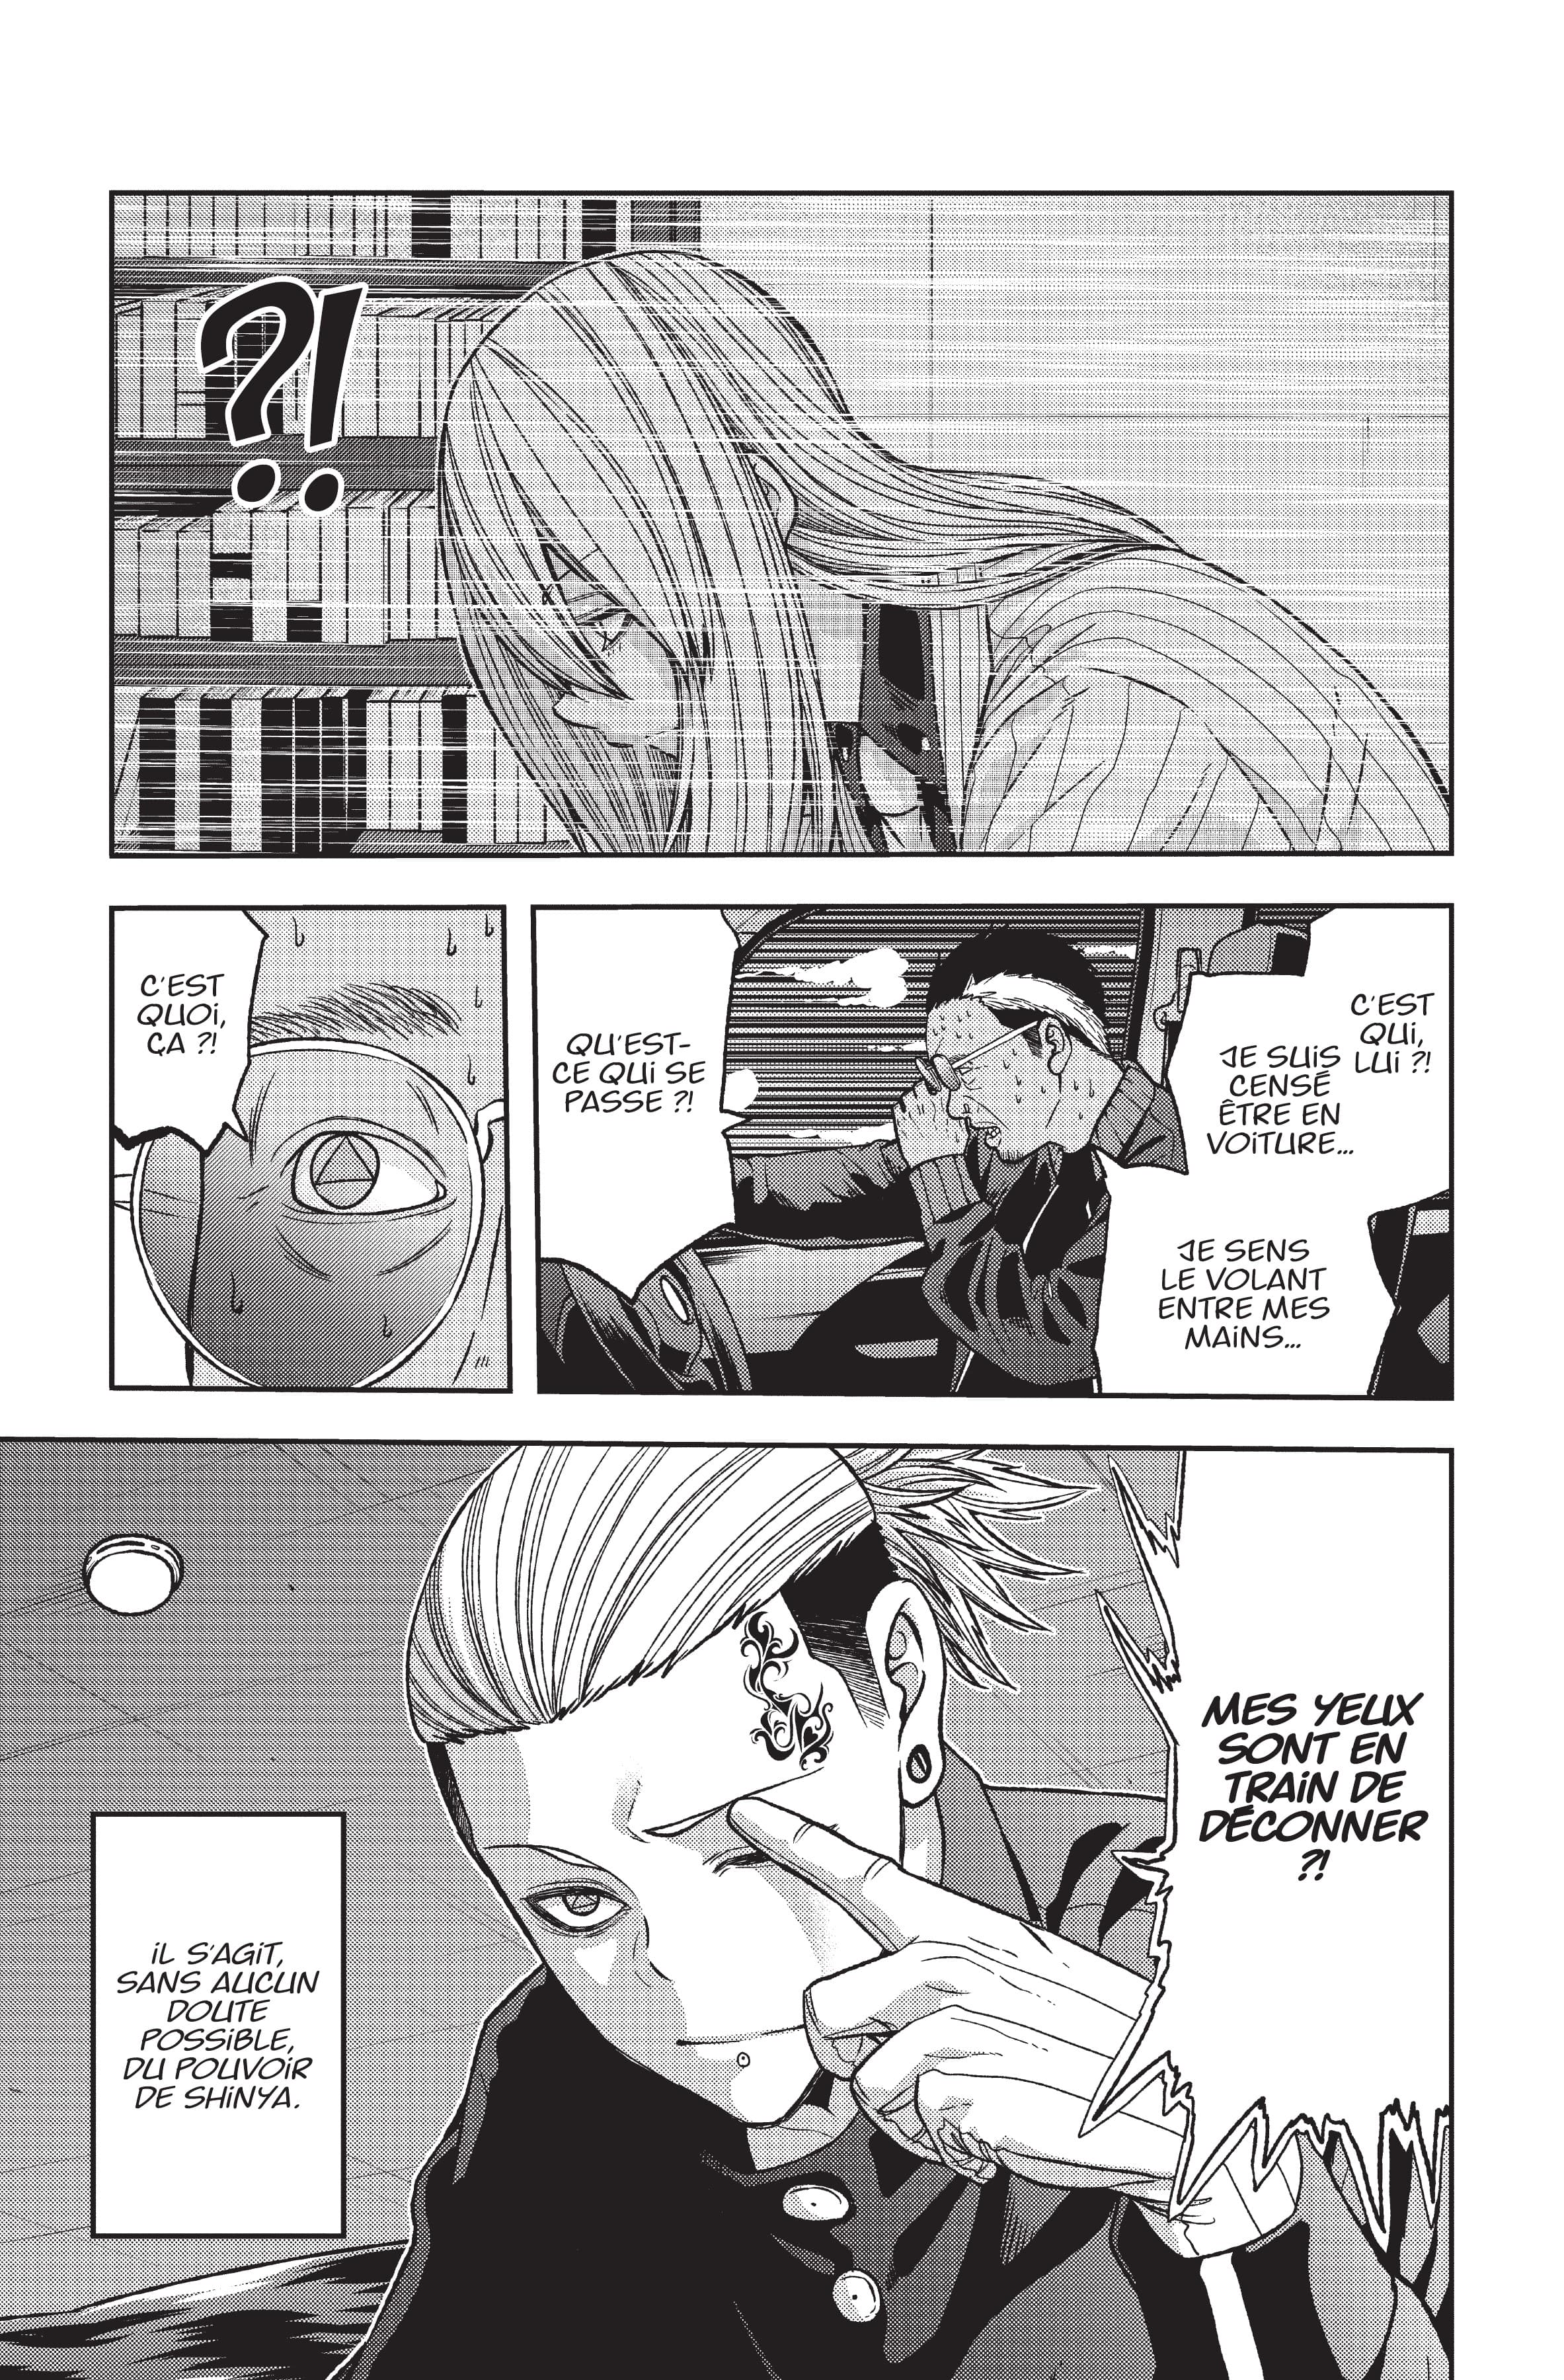 ?!
C'EST
QUI,
LUI ?!
JE SUIS
CENSÉ
ÊTRE EN
VOITURE...
JE SENS
LE VOLANT
ENTRE MES
MAINS...
QU'EST-
CE QUI SE
PASSE ?!
C'EST
QUOI,
ÇA ?!
MES YEUX
SONT EN
TRAIN DE
DÉCONNER
?!
IL S'AGIT,
SANS AUCUN
DOUTE
POSSIBLE,
DU POUVOIR
DE SHINYA.